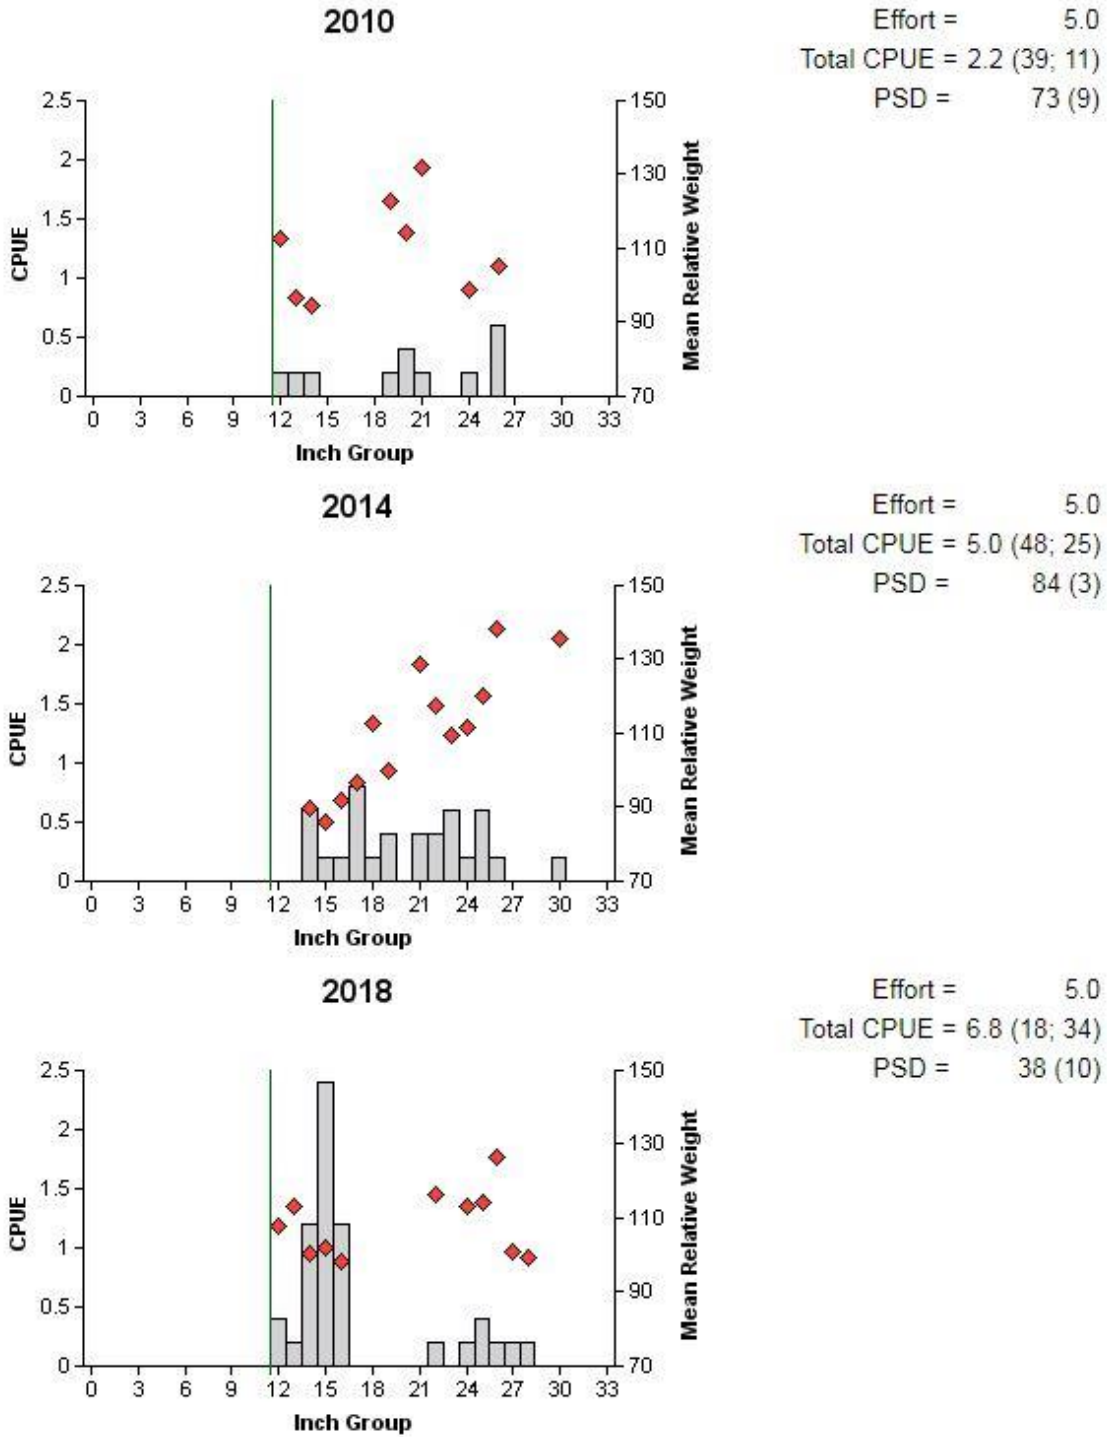 2010
Effort = 5.0
Total CPUE = 2.2 (39; 11)
PSD = 73 (9)
2.5
2
1.5
1
0.5
0
CPUE
150
130
110
90
70
Mean Relative Weight
0 3 6 9 12 15 18 21 24 27 30 33
Inch Group
2014
Effort = 5.0
Total CPUE = 5.0 (48; 25)
PSD = 84 (3)
2.5
2
1.5
1
0.5
0
CPUE
150
130
110
90
70
Mean Relative Weight
0 3 6 9 12 15 18 21 24 27 30 33
Inch Group
2018
Effort = 5.0
Total CPUE = 6.8 (18; 34)
PSD = 38 (10)
2.5
2
1.5
1
0.5
0
CPUE
150
130
110
90
70
Mean Relative Weight
0 3 6 9 12 15 18 21 24 27 30 33
Inch Group